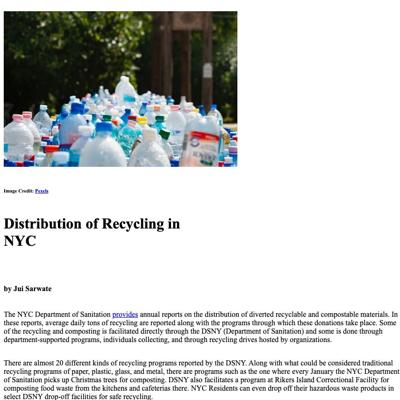 Image Credit: Pexels
Distribution of Recycling in
NYC
by Jui Sarwate
The NYC Department of Sanitation provides annual reports on the distribution of diverted recyclable and compostable materials. In
these reports, average daily tons of recycling are reported along with the programs through which these donations take place. Some
of the recycling and composting is facilitated directly through the DSNY (Department of Sanitation) and some is done through
department-supported programs, individuals collecting, and through recycling drives hosted by organizations.
There are almost 20 different kinds of recycling programs reported by the DSNY. Along with what could be considered traditional
recycling programs of paper, plastic, glass, and metal, there are programs such as the one where every January the NYC Department
of Sanitation picks up Christmas trees for composting. DSNY also facilitates a program at Rikers Island Correctional Facility for
composting food waste from the kitchens and cafeterias there. NYC Residents can even drop off their hazardous waste products in
select DSNY drop-off facilities for safe recycling.